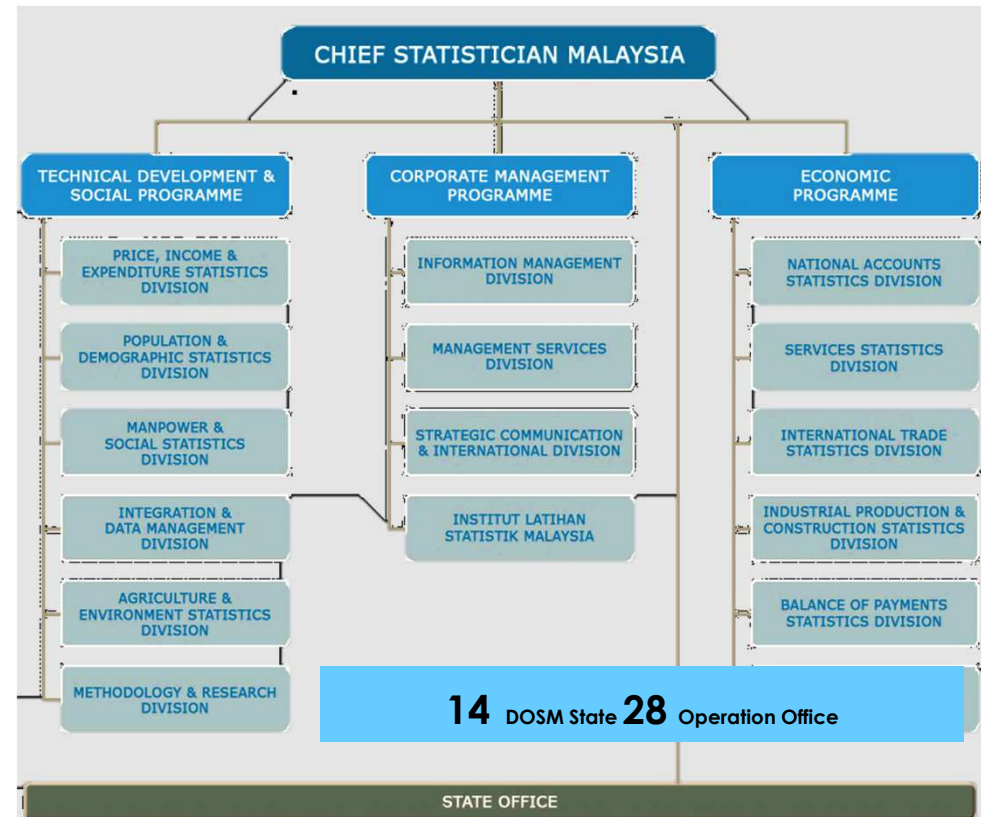 CHIEF STATISTICIAN MALAYSIA
TECHNICAL DEVELOPMENT &
SOCIAL PROGRAMME
PRICE, INCOME &
EXPENDITURE STATISTICS
DIVISION
POPULATION &
DEMOGRAPHIC STATISTICS
DIVISION
MANPOWER &
SOCIAL STATISTICS
DIVISION
INTEGRATION &
DATA MANAGEMENT
DIVISION
AGRICULTURE &
ENVIRONMENT STATISTICS
DIVISION
METHODOLOGY & RESEARCH
DIVISION
CORPORATE MANAGEMENT
PROGRAMME
INFORMATION MANAGEMENT
DIVISION
MANAGEMENT SERVICES
DIVISION
STRATEGIC COMMUNICATION
& INTERNATIONAL DIVISION
INSTITUT LATIHAN
STATISTIK MALAYSIA
ECONOMIC
PROGRAMME
NATIONAL ACCOUNTS
STATISTICS DIVISION
SERVICES STATISTICS
DIVISION
INTERNATIONAL TRADE
STATISTICS DIVISION
INDUSTRIAL PRODUCTION &
CONSTRUCTION STATISTICS
DIVISION
BALANCE OF PAYMENTS
STATISTICS DIVISION
14 DOSM State 28 Operation Office
STATE OFFICE